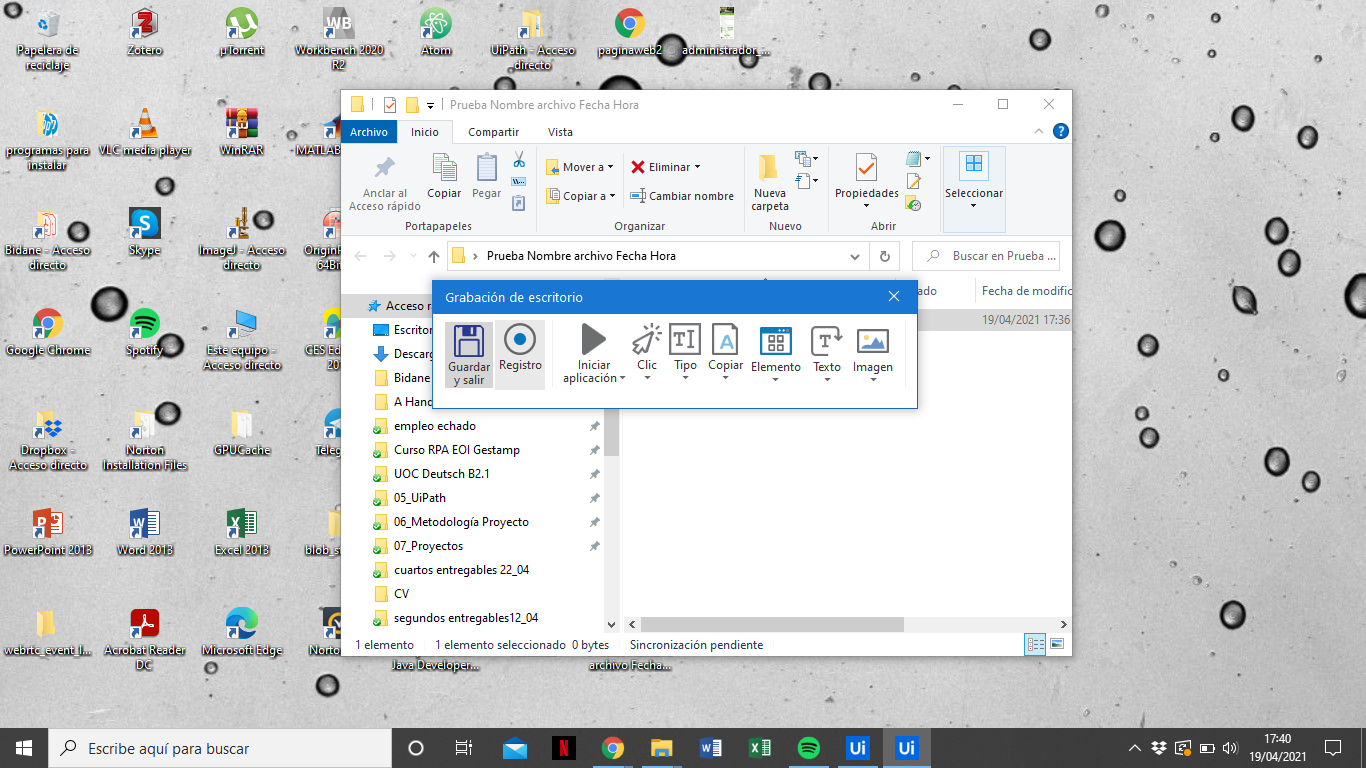 Papelera de
reciclaje
Zotero
µTorrent
Workbench 2020
R2
Atom
UiPath - Acceso
directo
paginaweb2
administrador_...
programas para
instalar
VLC media player
WinRAR
MATLAB
Bidane - Acceso
directo
Skype
ImageJ - Acceso
directo
OriginP
64Bit
Google Chrome
Spotify
Este equipo -
Acceso directo
CES Ed
20
Dropbox -
Acceso directo
Norton
Installation Files
GPUCache
Teleg
PowerPoint 2013
Word 2013
Excel 2013
blob_s
webrtc_event_l...
Acrobat Reader
DC
Microsoft Edge
Norto
Java Developer...
archivo Fecha...
Prueba Nombre archivo Fecha Hora
Archivo
Inicio
Compartir
Vista
Anclar al
Acceso rápido
Copiar
Pegar
Portapapeles
Mover a
Copiar a
Eliminar
Cambiar nombre
Organizar
Nueva
carpeta
Nuevo
Propiedades
Abrir
Seleccionar
Prueba Nombre archivo Fecha Hora
Buscar en Prueba ...
ado
Fecha de modific
19/04/2021 17:36
Grabación de escritorio
Guardar
y salir
Registro
Iniciar
aplicación
Clic
Tipo
Copiar
Elemento
Texto
Imagen
Acceso r
Escritor
Descarg
Bidane
A Hand
empleo echado
Curso RPA EOI Gestamp
UOC Deutsch B2.1
05_UiPath
06_Metodología Proyecto
07_Proyectos
cuartos entregables 22_04
CV
segundos entregables12_04
1 elemento
1 elemento seleccionado 0 bytes
Sincronización pendiente
Escribe aquí para buscar
Ui
Ui
17:40
19/04/2021